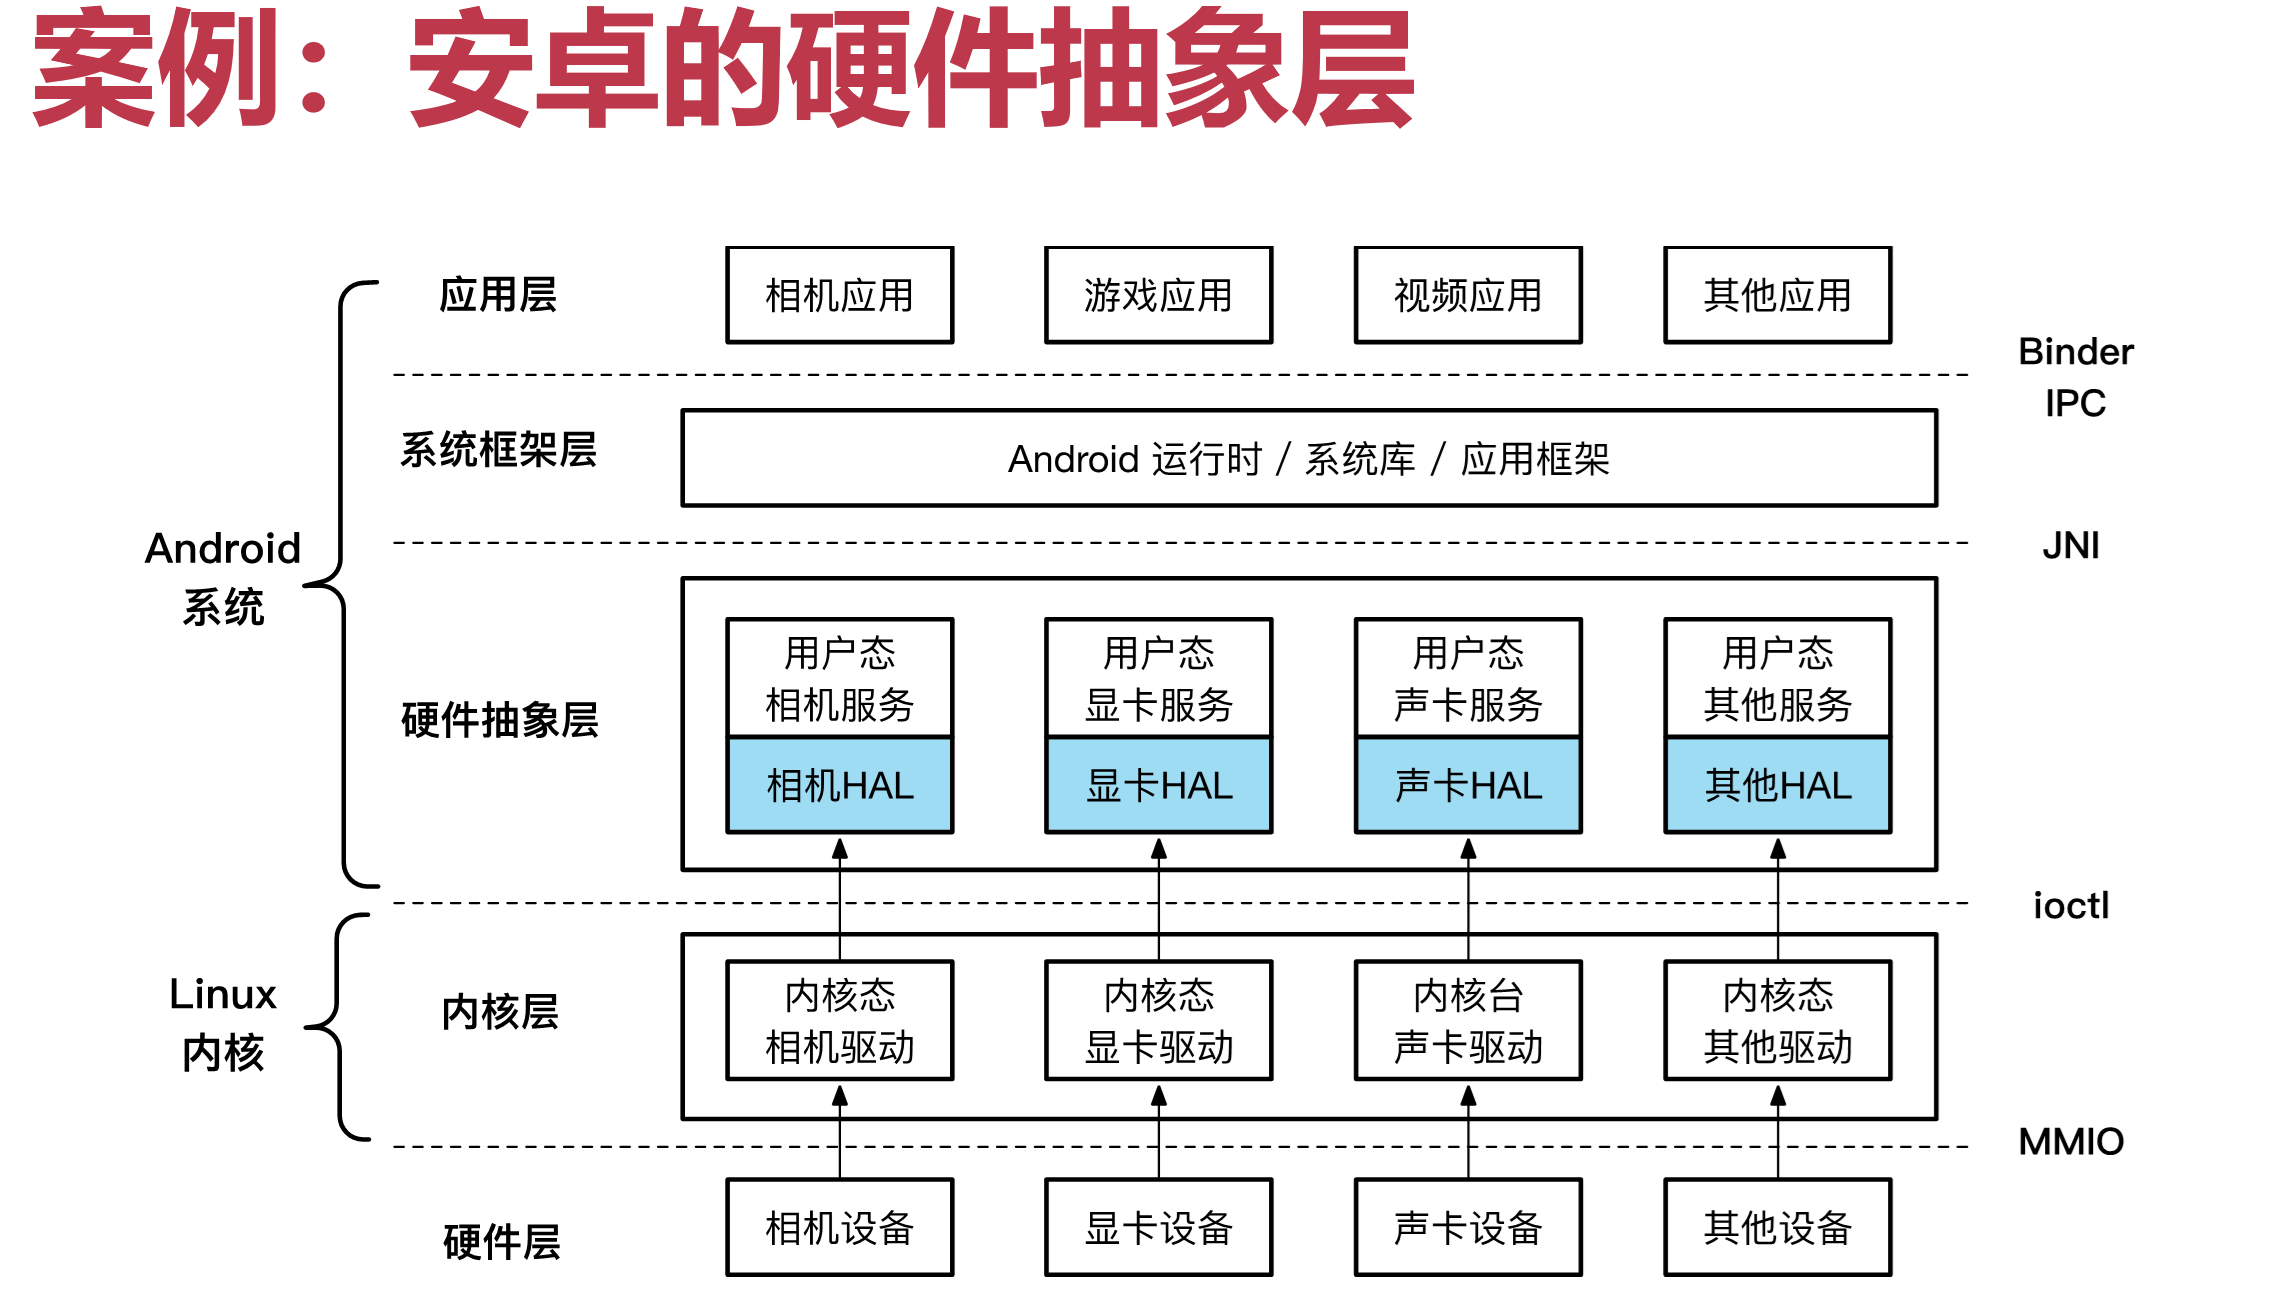 案例：安卓的硬件抽象层
应用层
相机应用
游戏应用
视频应用
其他应用
Binder
IPC
系统框架层
Android 运行时 / 系统库 / 应用框架
JNI
Android
系统
硬件抽象层
用户态
相机服务
相机HAL
用户态
显卡服务
显卡HAL
用户态
声卡服务
声卡HAL
用户态
其他服务
其他HAL
ioctl
Linux
内核
内核层
内核态
相机驱动
内核态
显卡驱动
内核台
声卡驱动
内核态
其他驱动
MMIO
硬件层
相机设备
显卡设备
声卡设备
其他设备